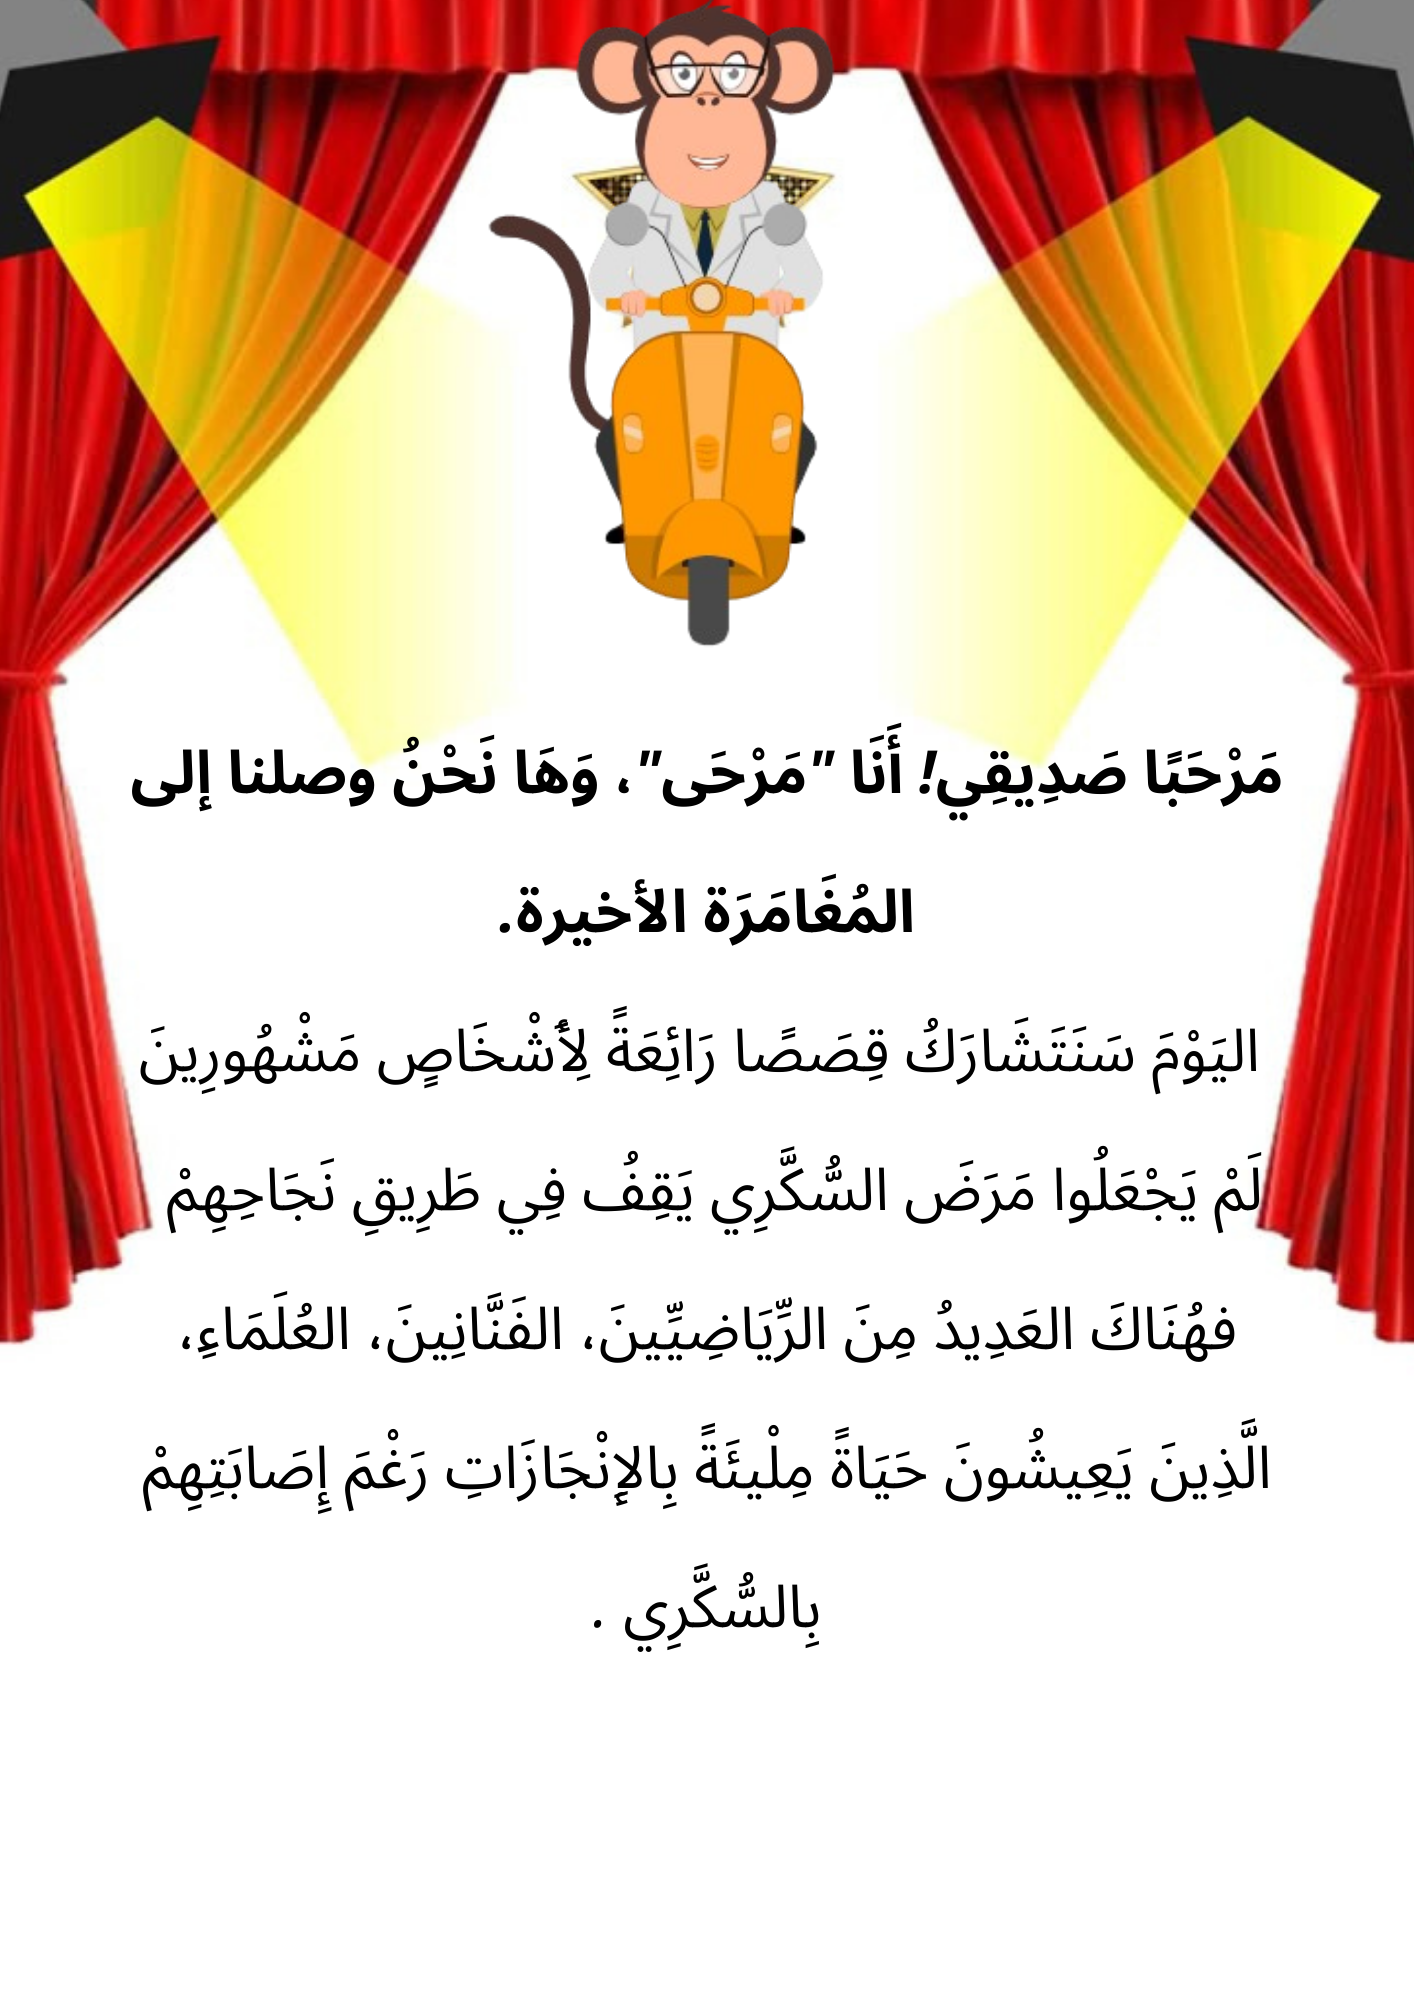 مَرْحَبًا صَدِيقِي! أَنَا "مَرْحَى"، وَهَا نَحْنُ وصلنا إلى
المُغَامَرَة الأخيرة.
اليَوْمَ سَنَتَشَارَكُ قِصَصًا رَائِعَةً لِأَشْخَاصٍ مَشْهُورِينَ
لَمْ يَجْعَلُوا مَرَضَ السُّكَّرِي يَقِفُ فِي طَرِيقِ نَجَاحِهِمْ
فهُنَاكَ العَدِيدُ مِنَ الرِّيَاضِيِّينَ، الفَنَّانِينَ، العُلَمَاءِ،
الَّذِينَ يَعِيشُونَ حَيَاةً مِلْيئَةً بِالإِنْجَازَاتِ رَغْمَ إِصَابَتِهِمْ
بِالسُّكَّرِي .